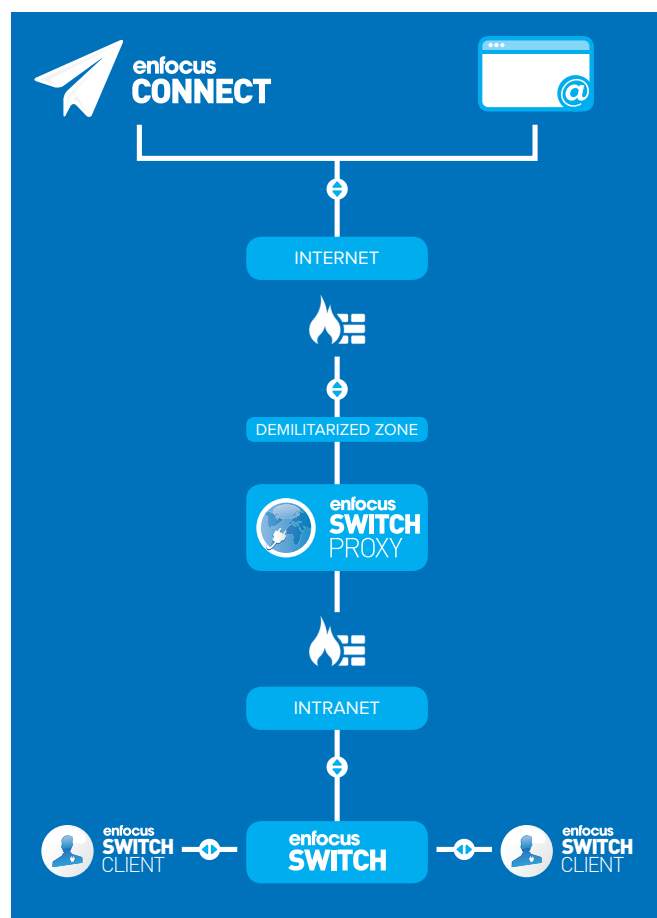 enfocus
CONNECT
@
INTERNET
DEMILITARIZED ZONE
enfocus
SWITCH
PROXY
INTRANET
enfocus
SWITCH
CLIENT
enfocus
SWITCH
enfocus
SWITCH
CLIENT